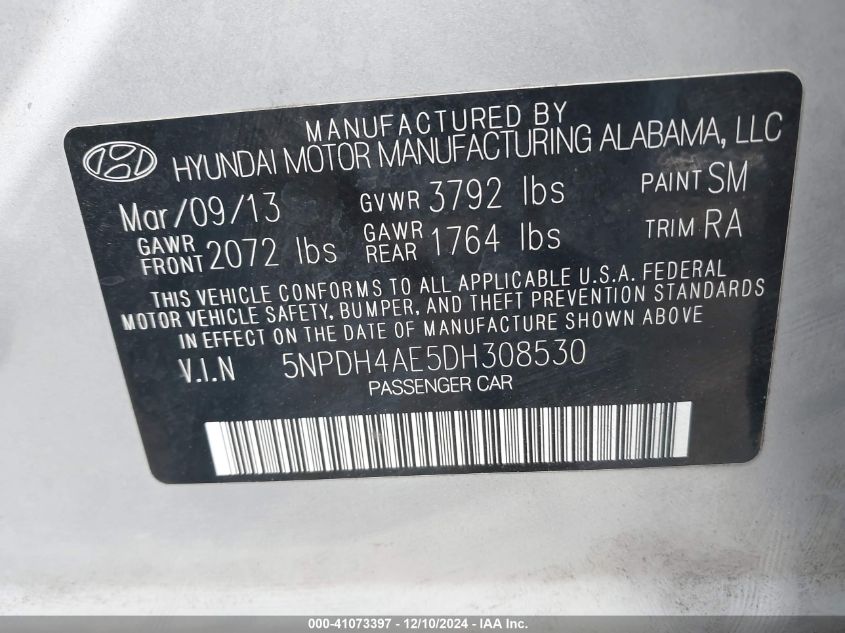 MANUFACTURED BY
HYUNDAI MOTOR MANUFACTURING ALABAMA, LLC
Mar/09/13 GVWR 3792 lbs PAINT SM
GAWR FRONT 2072 lbs GAWR REAR 1764 lbs TRIM RA
THIS VEHICLE CONFORMS TO ALL APPLICABLE U.S.A. FEDERAL
MOTOR VEHICLE SAFETY, BUMPER, AND THEFT PREVENTION STANDARDS
IN EFFECT ON THE DATE OF MANUFACTURE SHOWN ABOVE
V.I.N 5NPDH4AE5DH308530
PASSENGER CAR
000-41073397 - 12/10/2024 - IAA Inc.